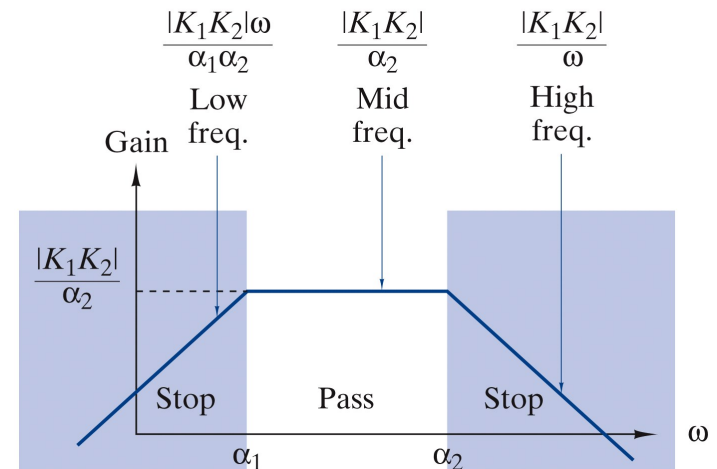 |K₁K₂|ω
α₁α₂
Low
freq.
|K₁K₂|
α₂
Mid
freq.
|K₁K₂|
ω
High
freq.
Gain
|K₁K₂|
α₂
Stop
Pass
Stop
α₁
α₂
ω